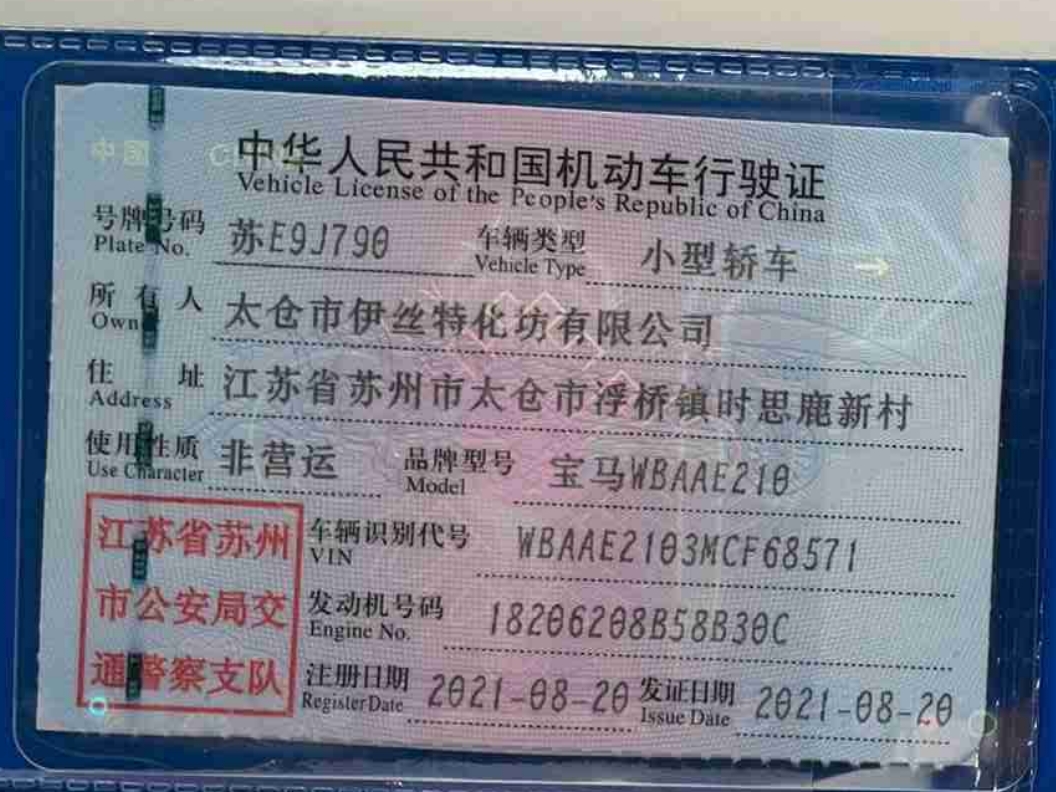 中国 CHINA
中华人民共和国机动车行驶证
Vehicle License of the People's Republic of China
号牌号码 苏E9J790 车辆类型 小型轿车
Plate No. Vehicle Type
所有人 太仓市伊丝特化坊有限公司
Owner
住址 江苏省苏州市太仓市浮桥镇时思鹿新村
Address
使用性质 非营运 品牌型号 宝马WBAAE210
Use Character Model
江苏省苏州 车辆识别代号 WBAAE2103MCF68571
VIN
市公安局交 发动机号码 18206208B58B30C
Engine No.
通警察支队 注册日期 2021-08-20 发证日期 2021-08-20
Register Date Issue Date